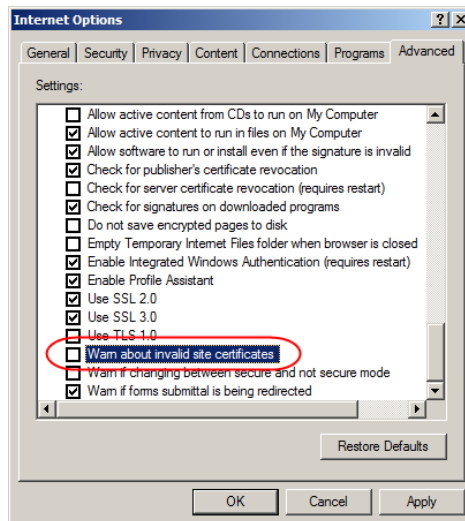 Internet Options
?
General Security Privacy Content Connections Programs Advanced
Settings:
Allow active content from CDs to run on My Computer
Allow active content to run in files on My Computer
Allow software to run or install even if the signature is invalid
Check for publisher's certificate revocation
Check for server certificate revocation (requires restart)
Check for signatures on downloaded programs
Do not save encrypted pages to disk
Empty Temporary Internet Files folder when browser is closed
Enable Integrated Windows Authentication (requires restart)
Enable Profile Assistant
Use SSL 2.0
Use SSL 3.0
Use TLS 1.0
Warn about invalid site certificates
Warn if changing between secure and not secure mode
Warn if forms submittal is being redirected
Restore Defaults
OK Cancel Apply